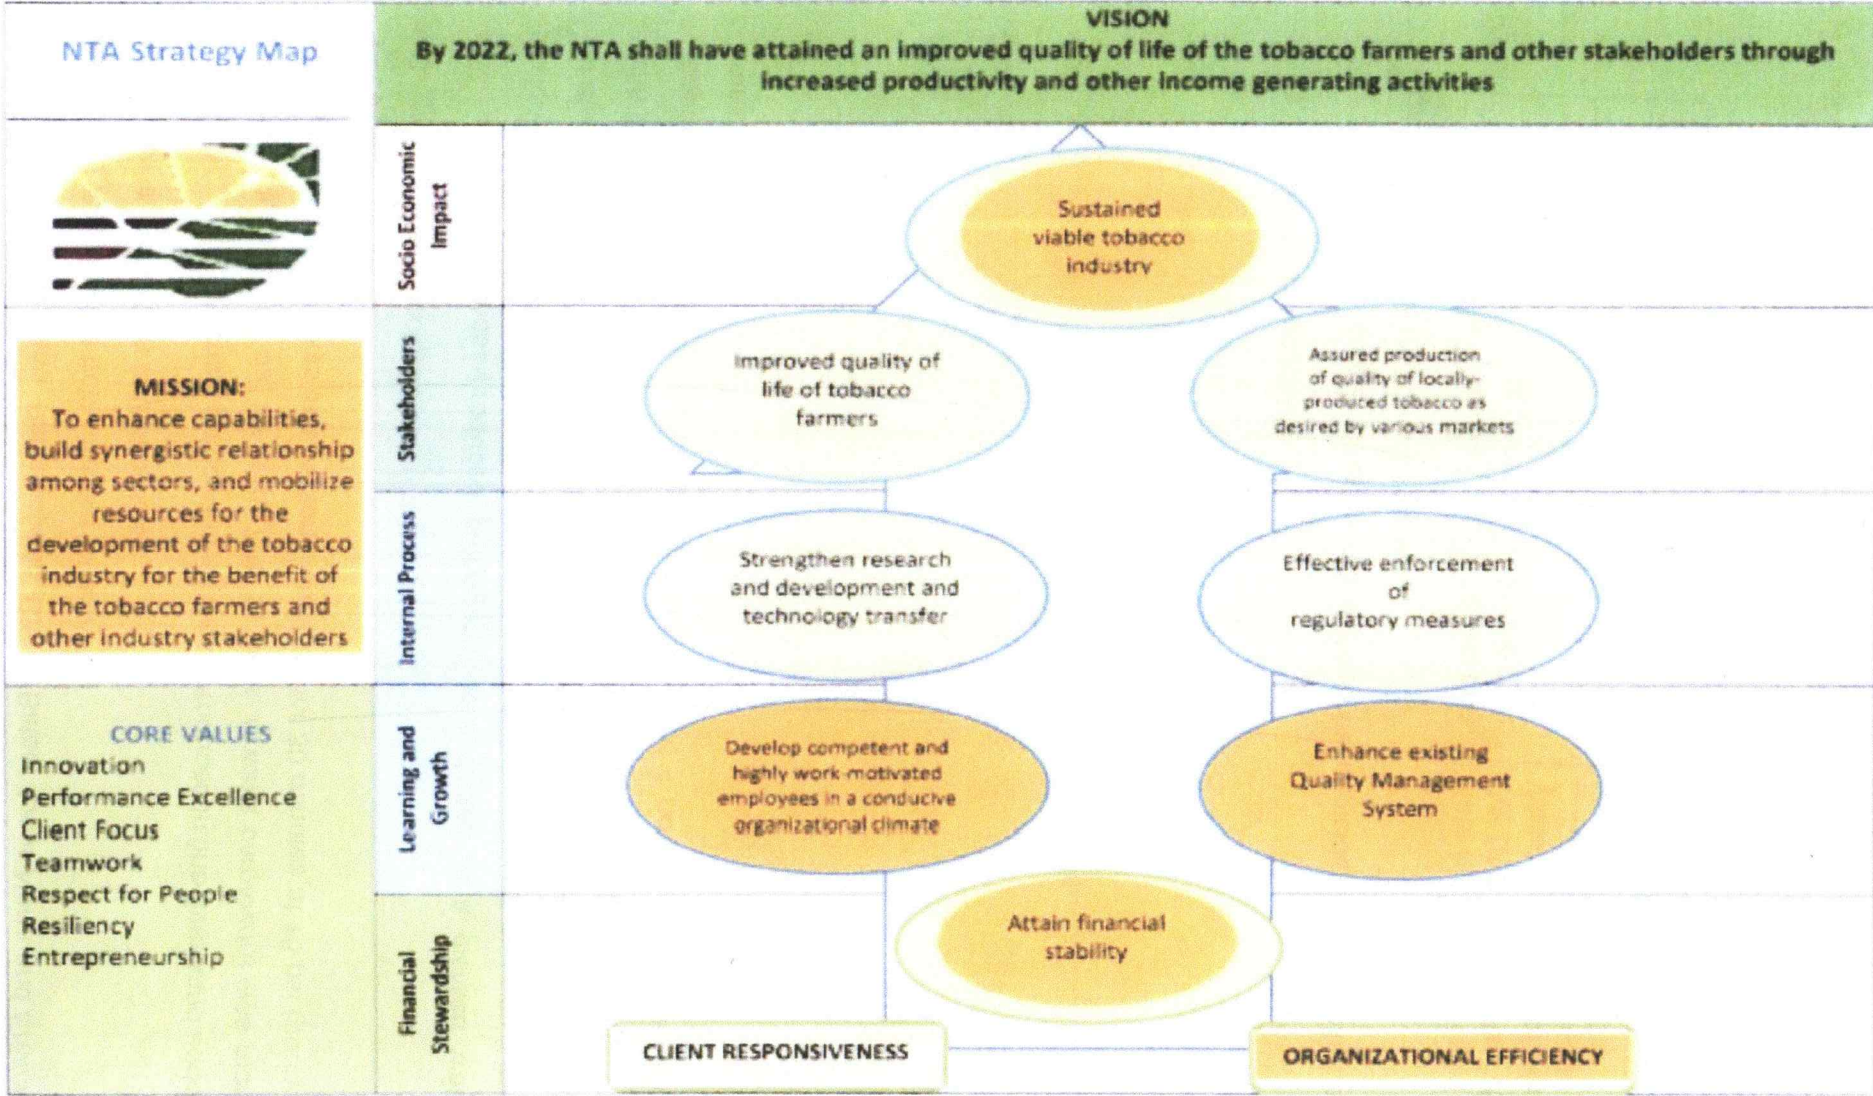 NTA Strategy Map
VISION
By 2022, the NTA shall have attained an improved quality of life of the tobacco farmers and other stakeholders through
increased productivity and other income generating activities
Socio Economic
Impact
Sustained
viable tobacco
industry
MISSION:
To enhance capabilities,
build synergistic relationship
among sectors, and mobilize
resources for the
development of the tobacco
industry for the benefit of
the tobacco farmers and
other industry stakeholders
Stakeholders
Improved quality of
life of tobacco
farmers
Assured production
of quality of locally-
produced tobacco as
desired by various markets
Internal Process
Strengthen research
and development and
technology transfer
Effective enforcement
of
regulatory measures
CORE VALUES
Innovation
Performance Excellence
Client Focus
Teamwork
Respect for People
Resiliency
Entrepreneurship
Learning and
Growth
Develop competent and
highly work-motivated
employees in a conducive
organizational climate
Enhance existing
Quality Management
System
Financial
Stewardship
Attain financial
stability
CLIENT RESPONSIVENESS
ORGANIZATIONAL EFFICIENCY